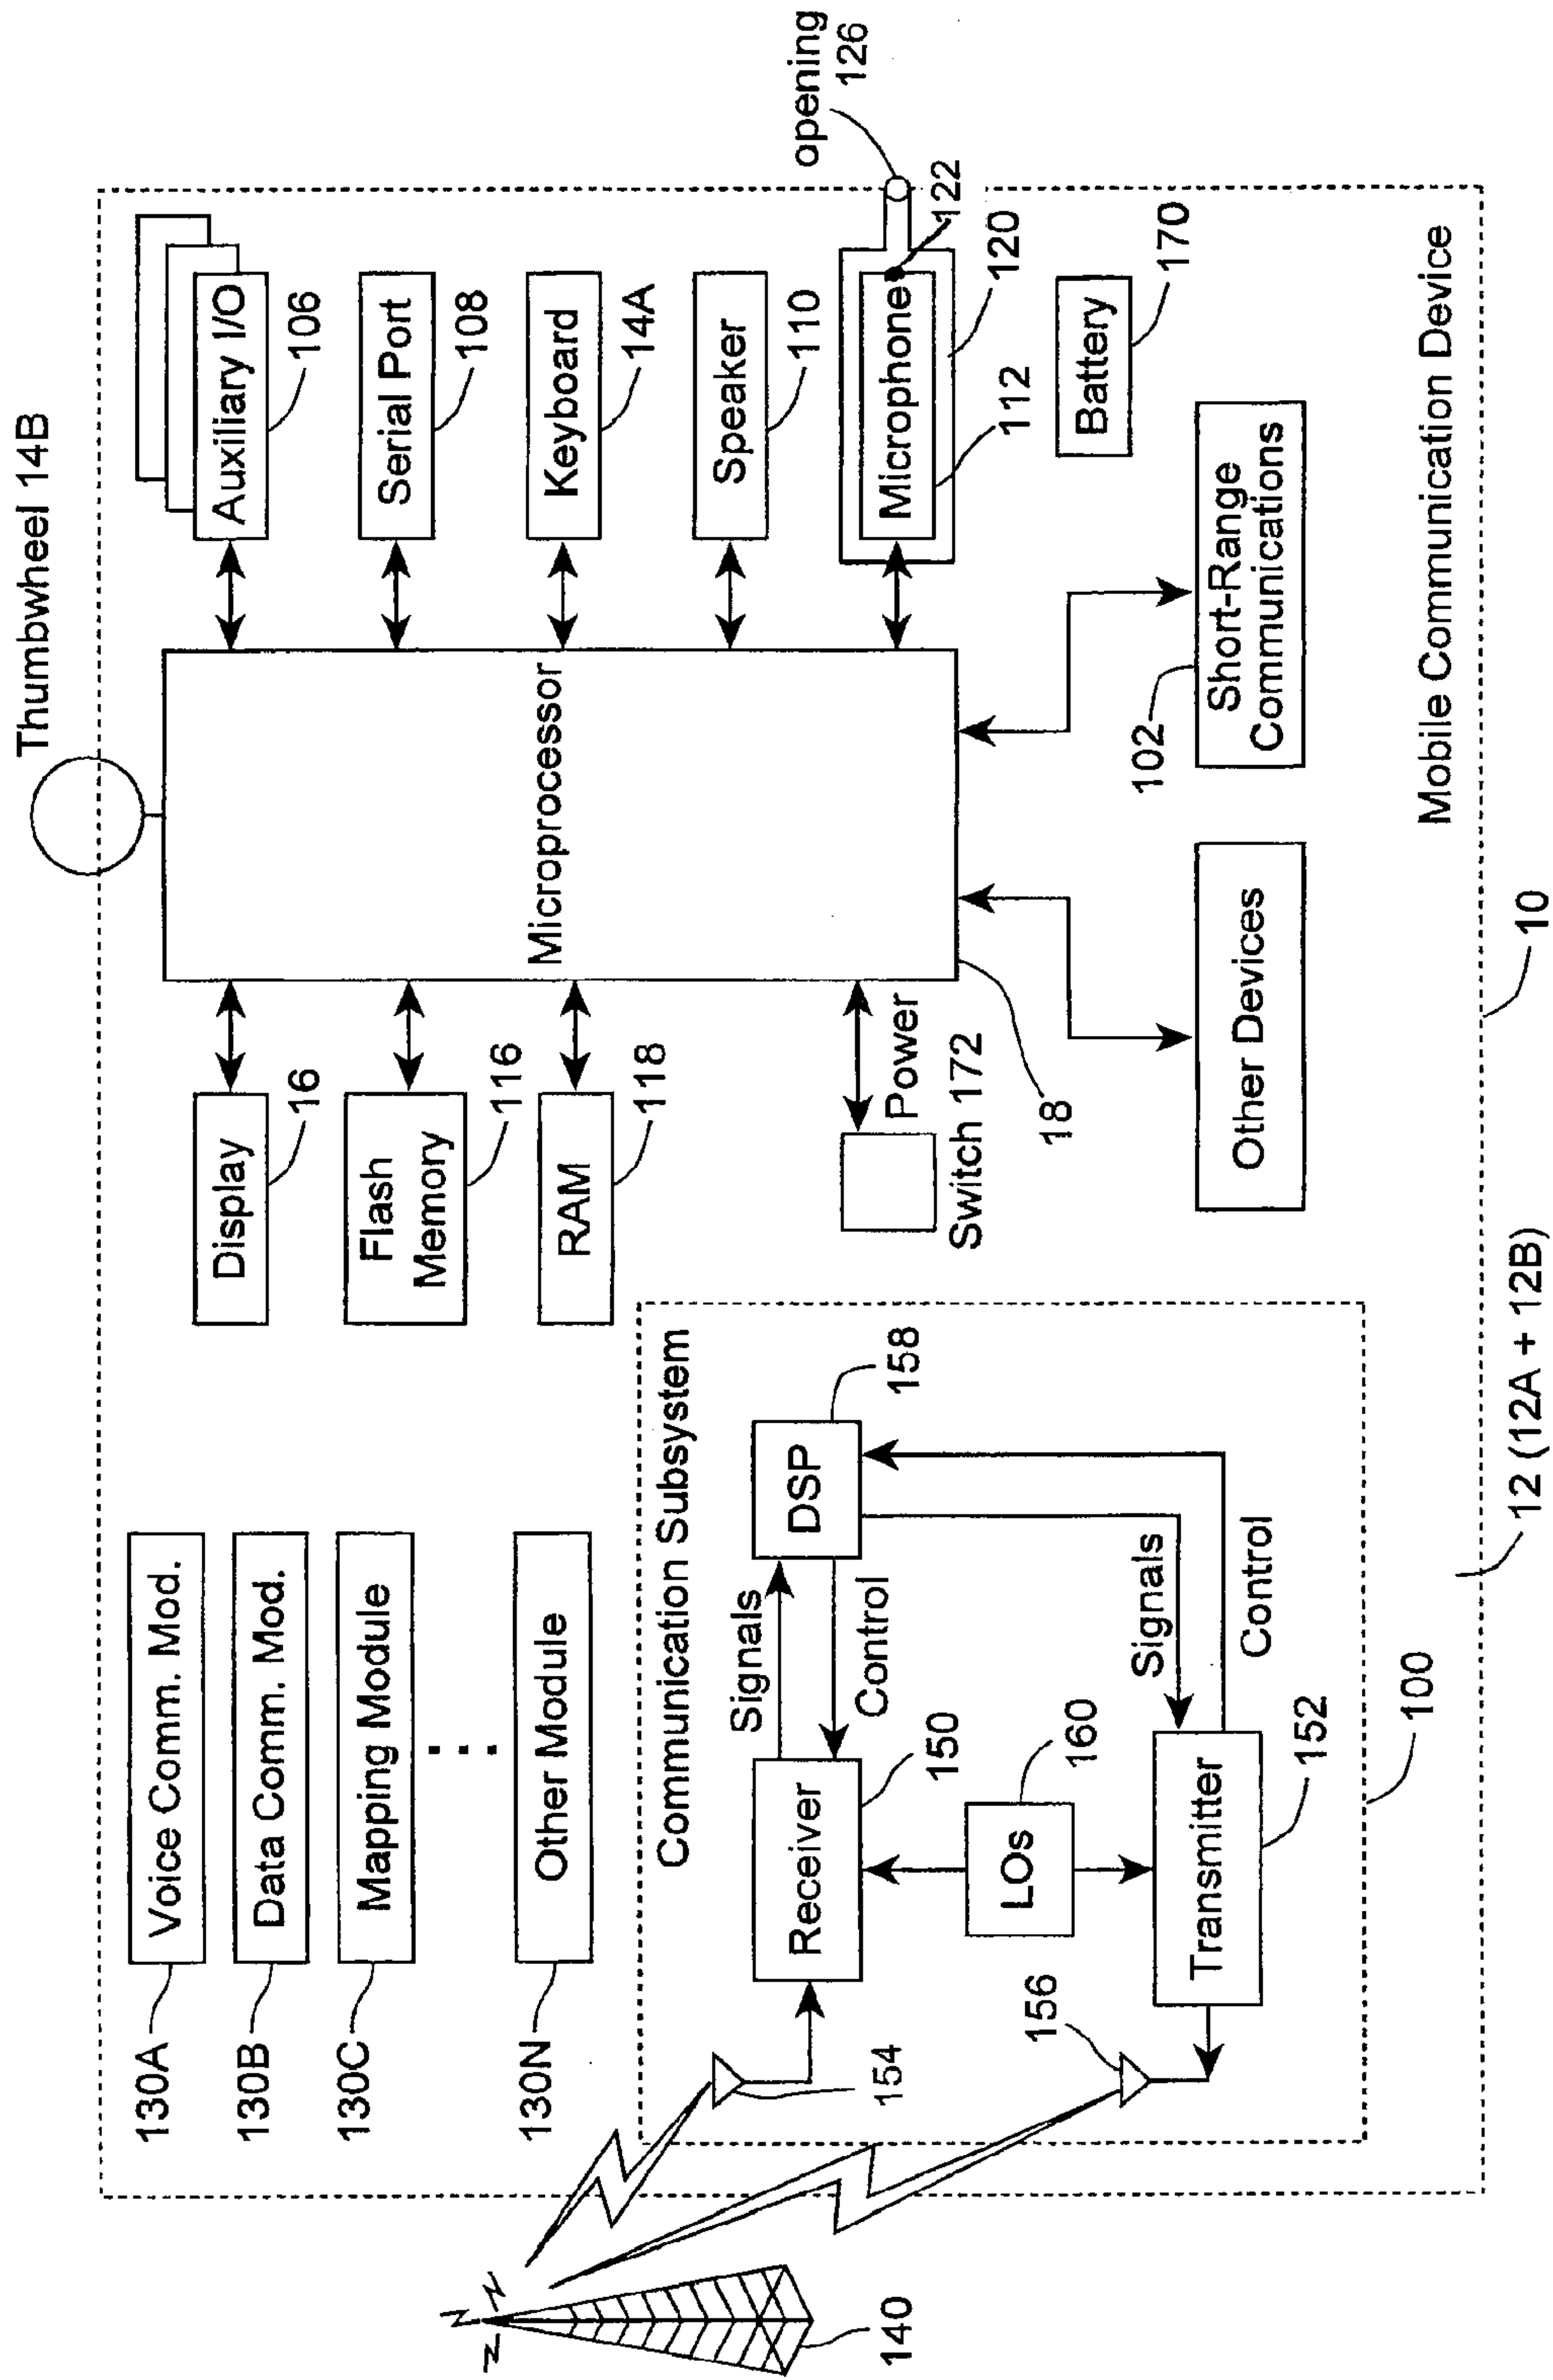 Thumbwheel 14B
130A
Voice Comm. Mod.
130B
Data Comm. Mod.
130C
Mapping Module
130N
Other Module
Display
16
Flash
Memory
116
RAM
118
Power
Switch 172
Microprocessor
18
Auxiliary I/O
106
Serial Port
108
Keyboard
14A
Speaker
110
Microphone
112
122
120
opening
126
Battery
170
Short-Range
Communications
102
Other Devices
Communication Subsystem
Receiver
150
Signals
Control
DSP
158
LOs
160
Signals
Control
Transmitter
152
154
156
140
100
Mobile Communication Device
12 (12A + 12B)
10